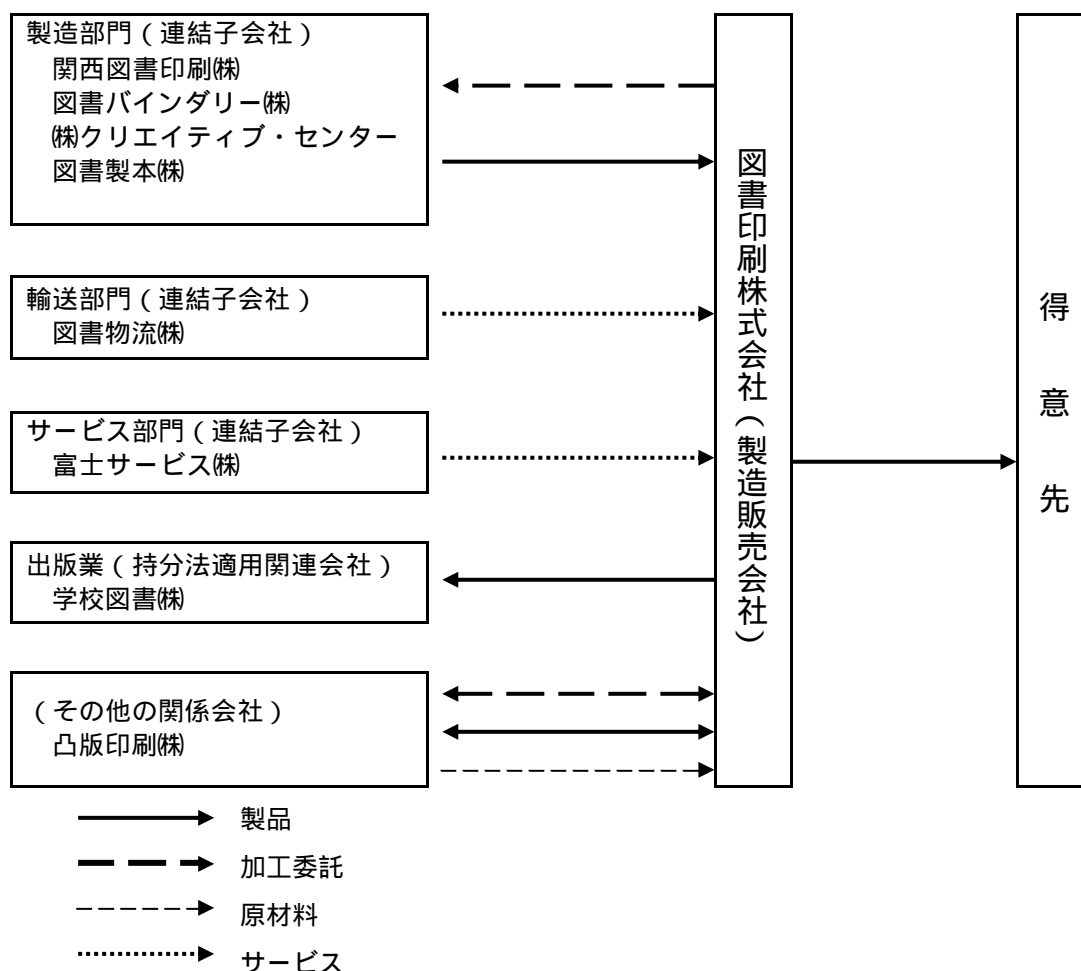 製造部門（連結子会社）
関西図書印刷㈱
図書バインダリー㈱
㈱クリエイティブ・センター
図書製本㈱
輸送部門（連結子会社）
図書物流㈱
サービス部門（連結子会社）
富士サービス㈱
出版業（持分法適用関連会社）
学校図書㈱
（その他の関係会社）
凸版印刷㈱
図書印刷株式会社（製造販売会社）
得意先
製品
加工委託
原材料
サービス